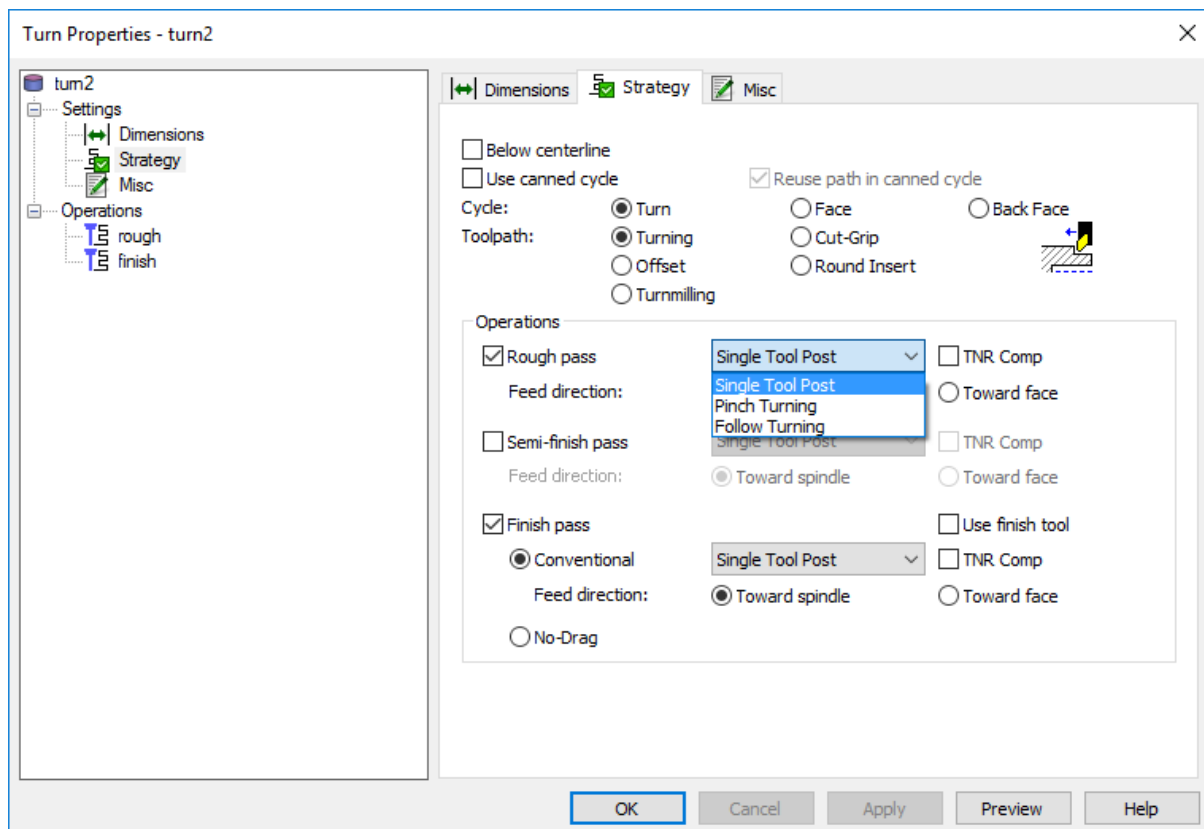 Turn Properties - turn2
turn2
Settings
Dimensions
Strategy
Misc
Operations
rough
finish
Dimensions Strategy Misc
Below centerline
Use canned cycle Reuse path in canned cycle
Cycle: Turn Face Back Face
Toolpath: Turning Cut-Grip
Offset Round Insert
Turnmilling
Operations
Rough pass Single Tool Post TNR Comp
Single Tool Post
Feed direction: Toward face
Pinch Turning
Follow Turning
Semi-finish pass Single Tool Post TNR Comp
Feed direction: Toward spindle Toward face
Finish pass Use finish tool
Conventional Single Tool Post TNR Comp
Feed direction: Toward spindle Toward face
No-Drag
OK Cancel Apply Preview Help